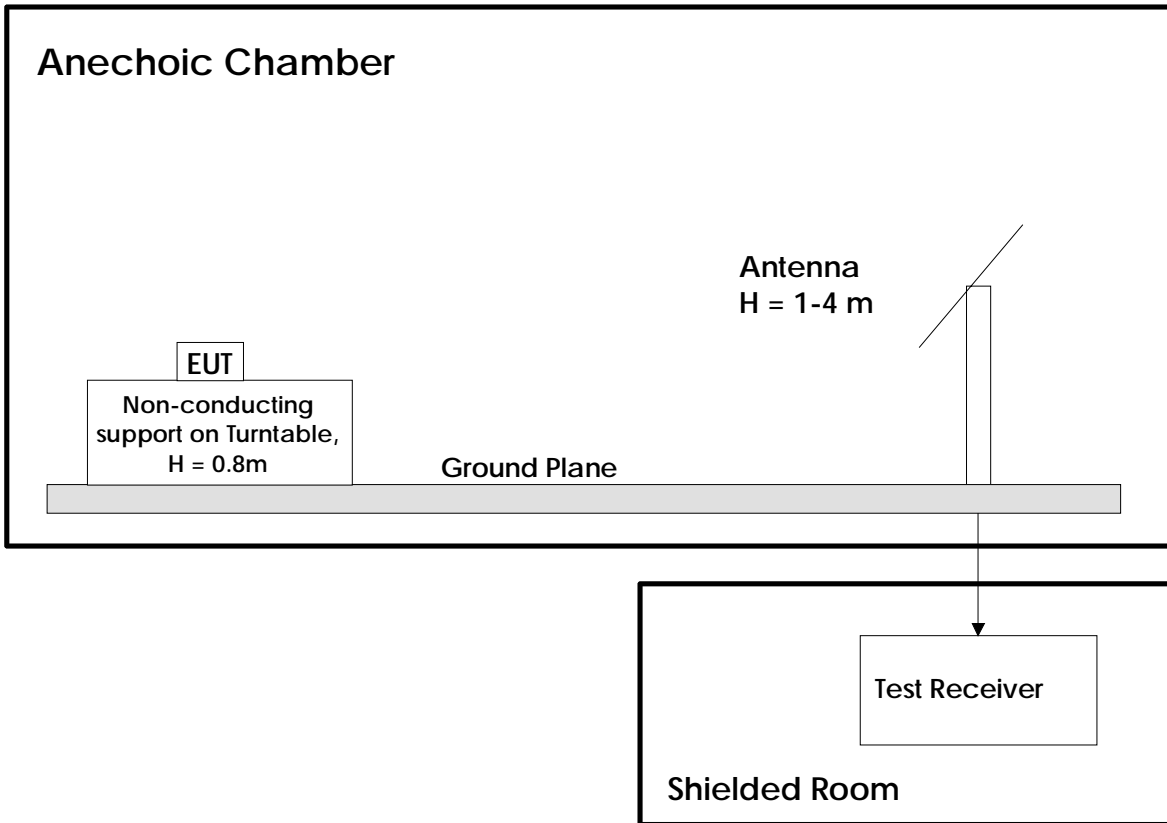 Anechoic Chamber
Antenna
H = 1-4 m
EUT
Non-conducting
support on Turntable,
H = 0.8m
Ground Plane
Test Receiver
Shielded Room